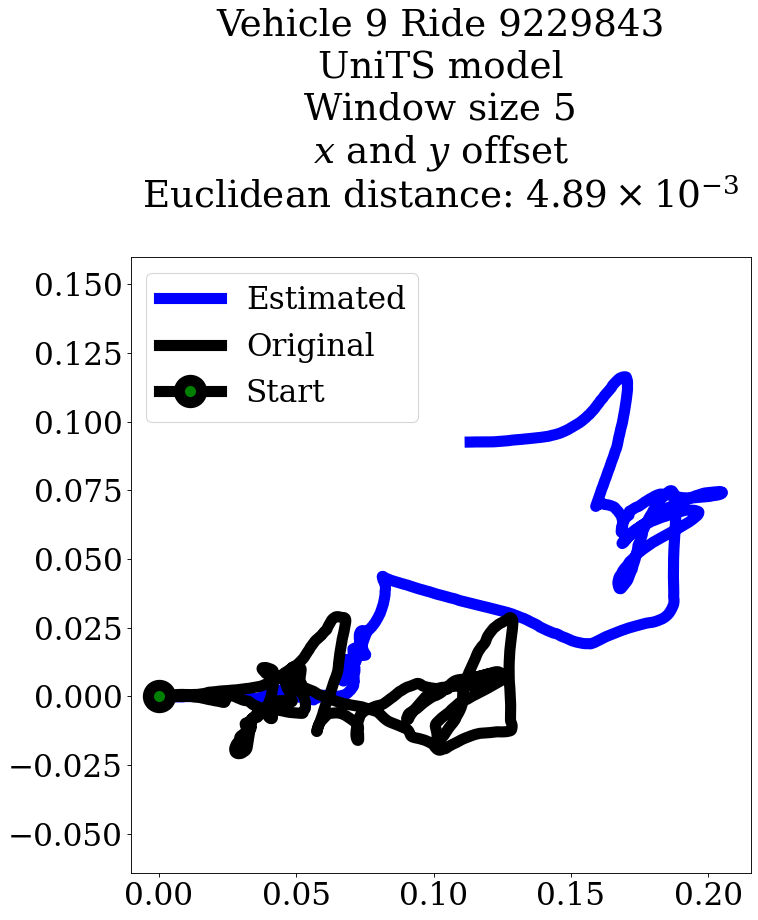 Vehicle 9 Ride 9229843
UniTS model
Window size 5
x and y offset
Euclidean distance: 4.89 × 10⁻³
Estimated
Original
Start
0.150
0.125
0.100
0.075
0.050
0.025
0.000
−0.025
−0.050
0.00 0.05 0.10 0.15 0.20